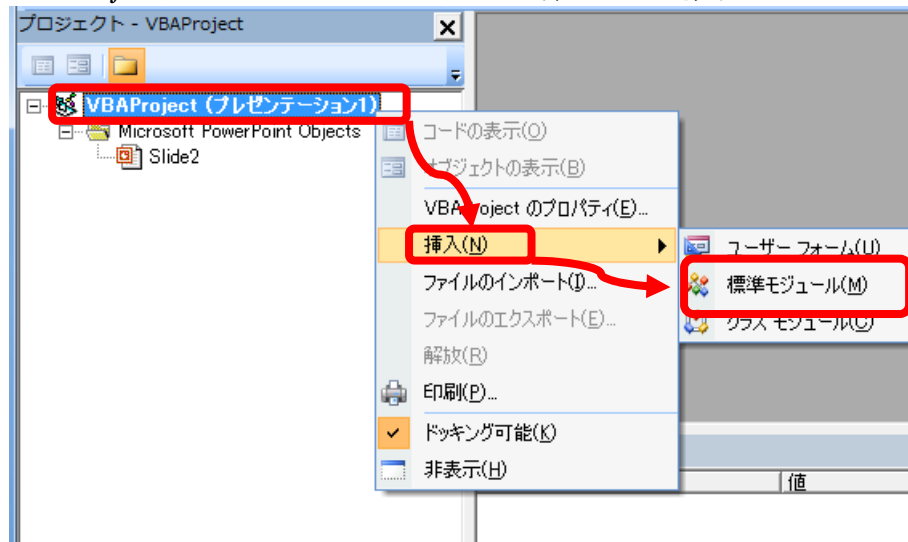 プロジェクト - VBAProject
VBAProject (プレゼンテーション1)
Microsoft PowerPoint Objects
Slide2
コードの表示(O)
オブジェクトの表示(B)
VBAProject のプロパティ(E)...
挿入(N)
ファイルのインポート(I)...
ファイルのエクスポート(E)...
解放(R)
印刷(P)...
ドッキング可能(K)
非表示(H)
ユーザー フォーム(U)
標準モジュール(M)
クラス モジュール(C)
値